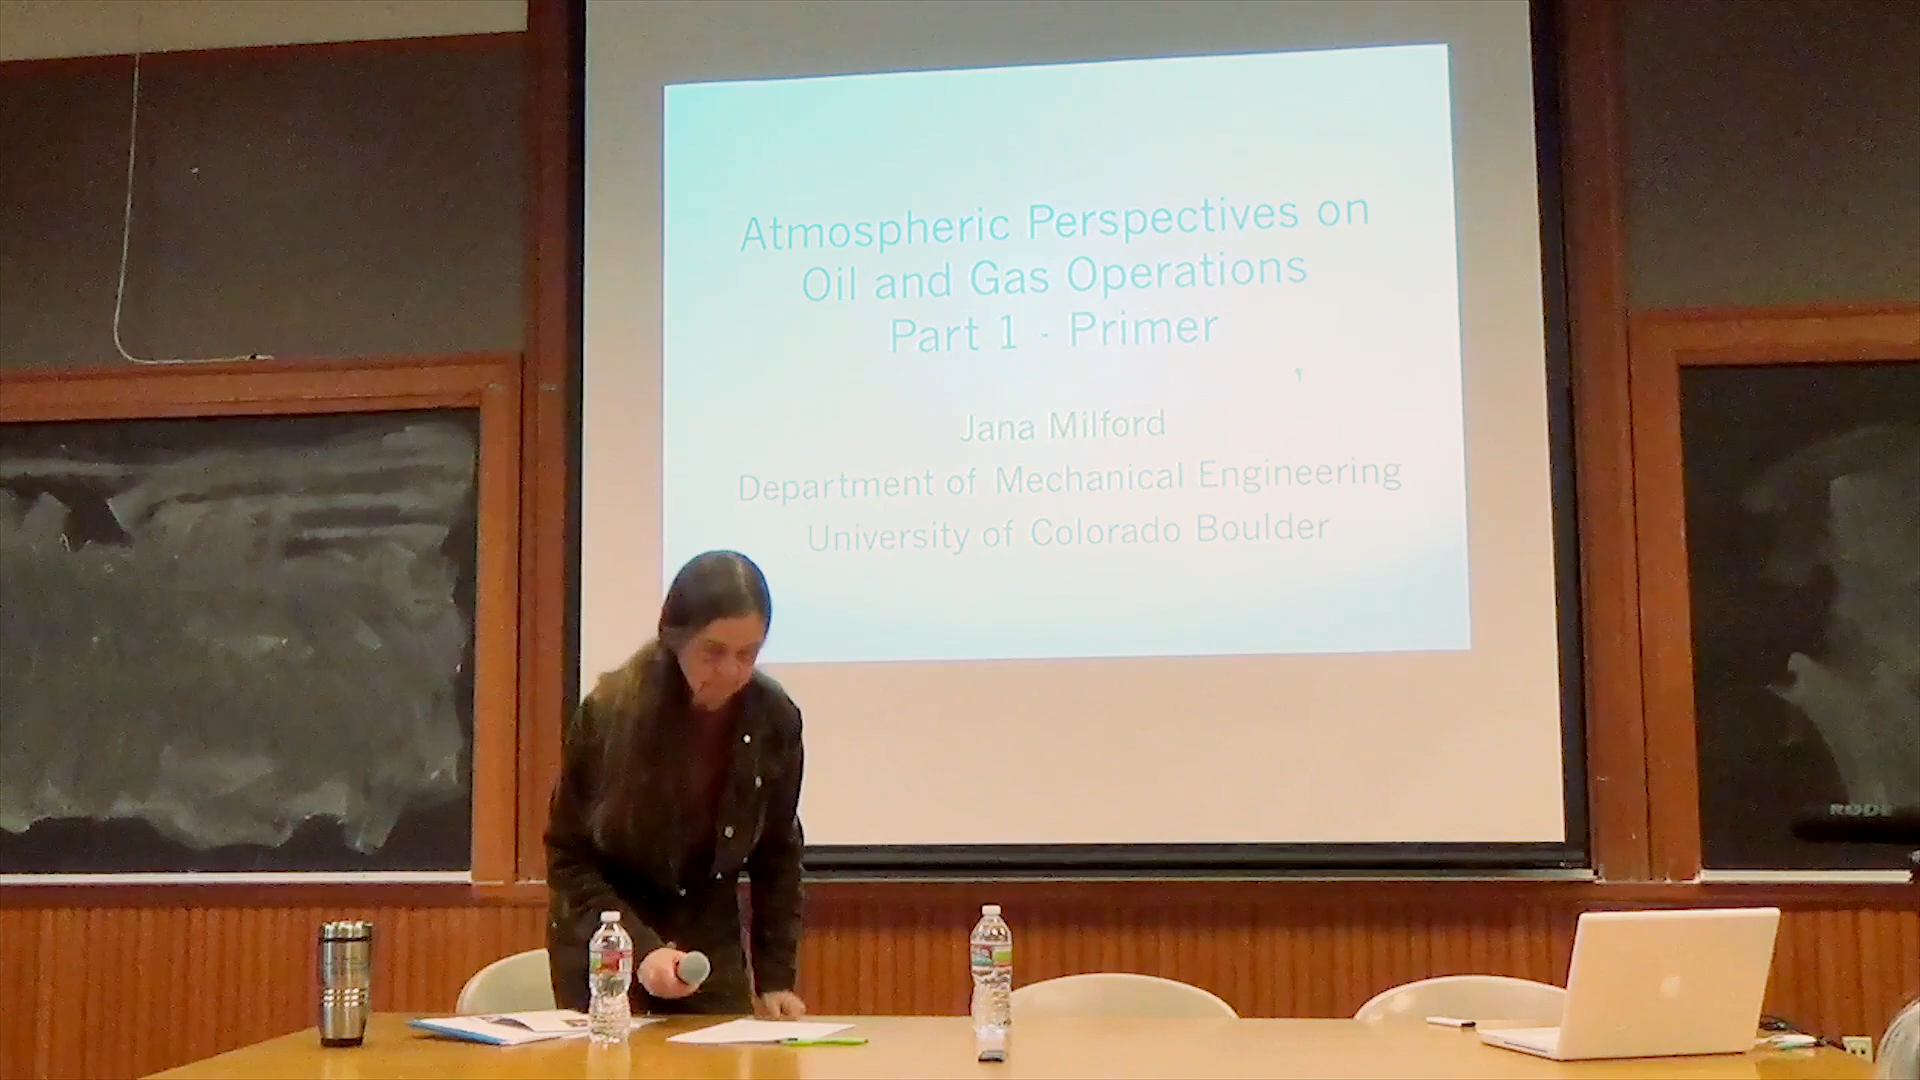 Atmospheric Perspectives on
Oil and Gas Operations
Part 1 - Primer
Jana Milford
Department of Mechanical Engineering
University of Colorado Boulder
RODE